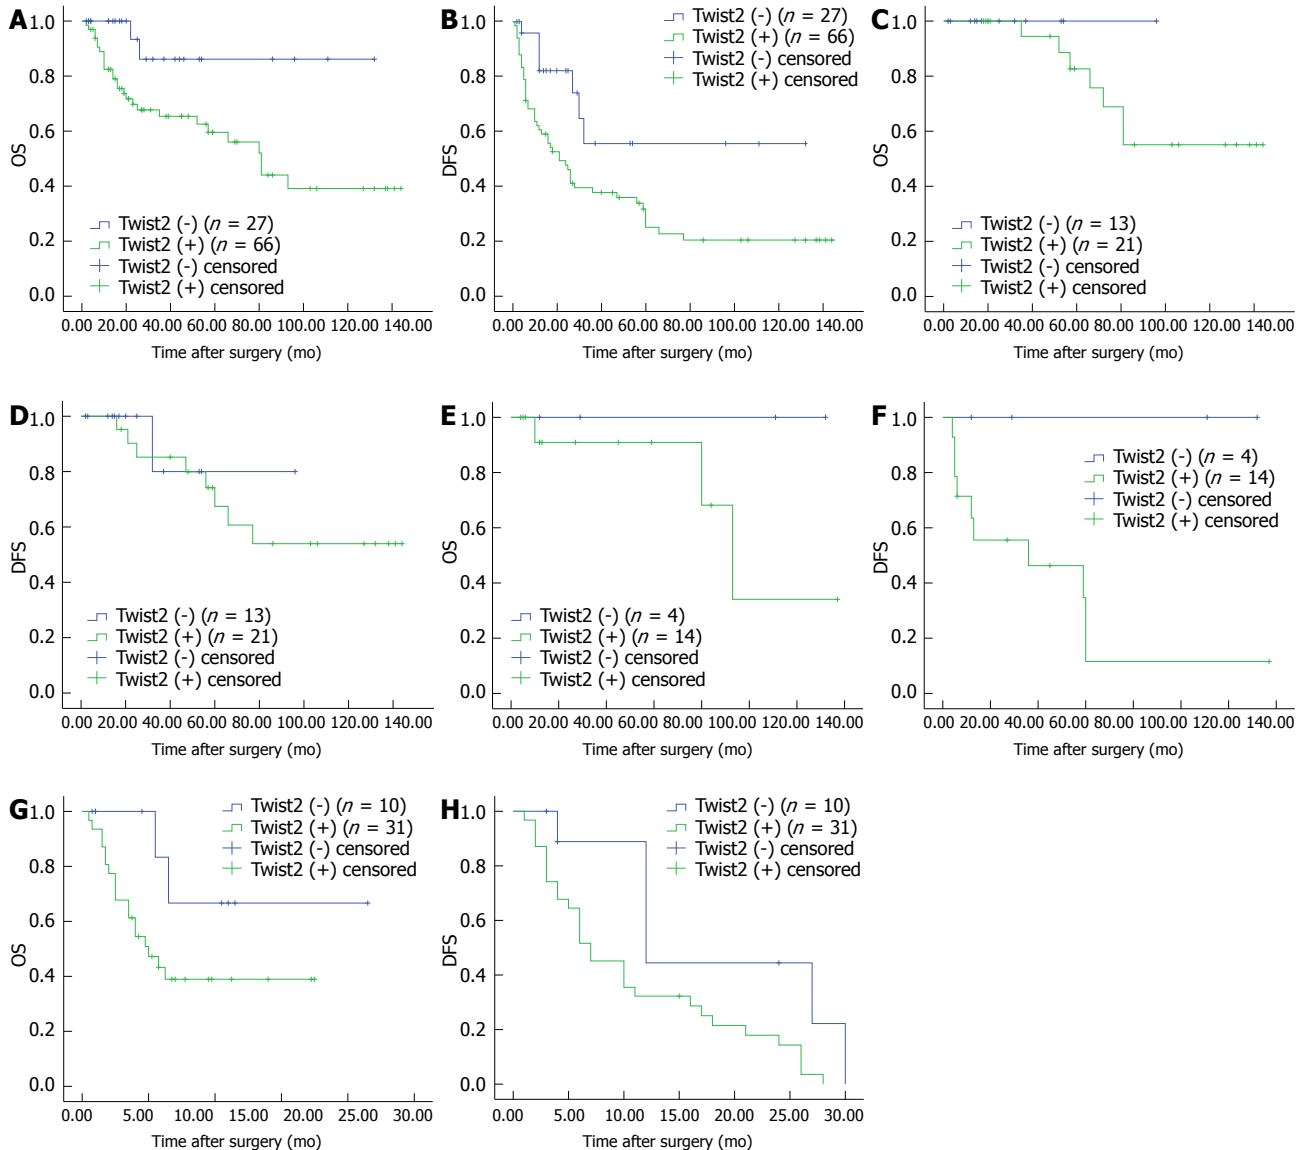 A
OS
1.0
0.8
0.6
0.4
0.2
0.0
Twist2 (-) (n = 27)
Twist2 (+) (n = 66)
Twist2 (-) censored
Twist2 (+) censored
0.00 20.00 40.00 60.00 80.00 100.00 120.00 140.00
Time after surgery (mo)
B
DFS
1.0
0.8
0.6
0.4
0.2
0.0
Twist2 (-) (n = 27)
Twist2 (+) (n = 66)
Twist2 (-) censored
Twist2 (+) censored
0.00 20.00 40.00 60.00 80.00 100.00 120.00 140.00
Time after surgery (mo)
C
OS
1.0
0.8
0.6
0.4
0.2
0.0
Twist2 (-) (n = 13)
Twist2 (+) (n = 21)
Twist2 (-) censored
Twist2 (+) censored
0.00 20.00 40.00 60.00 80.00 100.00 120.00 140.00
Time after surgery (mo)
D
DFS
1.0
0.8
0.6
0.4
0.2
0.0
Twist2 (-) (n = 13)
Twist2 (+) (n = 21)
Twist2 (-) censored
Twist2 (+) censored
0.00 20.00 40.00 60.00 80.00 100.00 120.00 140.00
Time after surgery (mo)
E
OS
1.0
0.8
0.6
0.4
0.2
0.0
Twist2 (-) (n = 4)
Twist2 (+) (n = 14)
Twist2 (-) censored
Twist2 (+) censored
0.00 20.00 40.00 60.00 80.00 100.00 120.00 140.00
Time after surgery (mo)
F
DFS
1.0
0.8
0.6
0.4
0.2
0.0
Twist2 (-) (n = 4)
Twist2 (+) (n = 14)
Twist2 (-) censored
Twist2 (+) censored
0.00 20.00 40.00 60.00 80.00 100.00 120.00 140.00
Time after surgery (mo)
G
OS
1.0
0.8
0.6
0.4
0.2
0.0
Twist2 (-) (n = 10)
Twist2 (+) (n = 31)
Twist2 (-) censored
Twist2 (+) censored
0.00 5.00 10.00 15.00 20.00 30.00
Time after surgery (mo)
H
DFS
1.0
0.8
0.6
0.4
0.2
0.0
Twist2 (-) (n = 10)
Twist2 (+) (n = 31)
Twist2 (-) censored
Twist2 (+) censored
0.00 5.00 10.00 15.00 20.00 25.00 30.00
Time after surgery (mo)